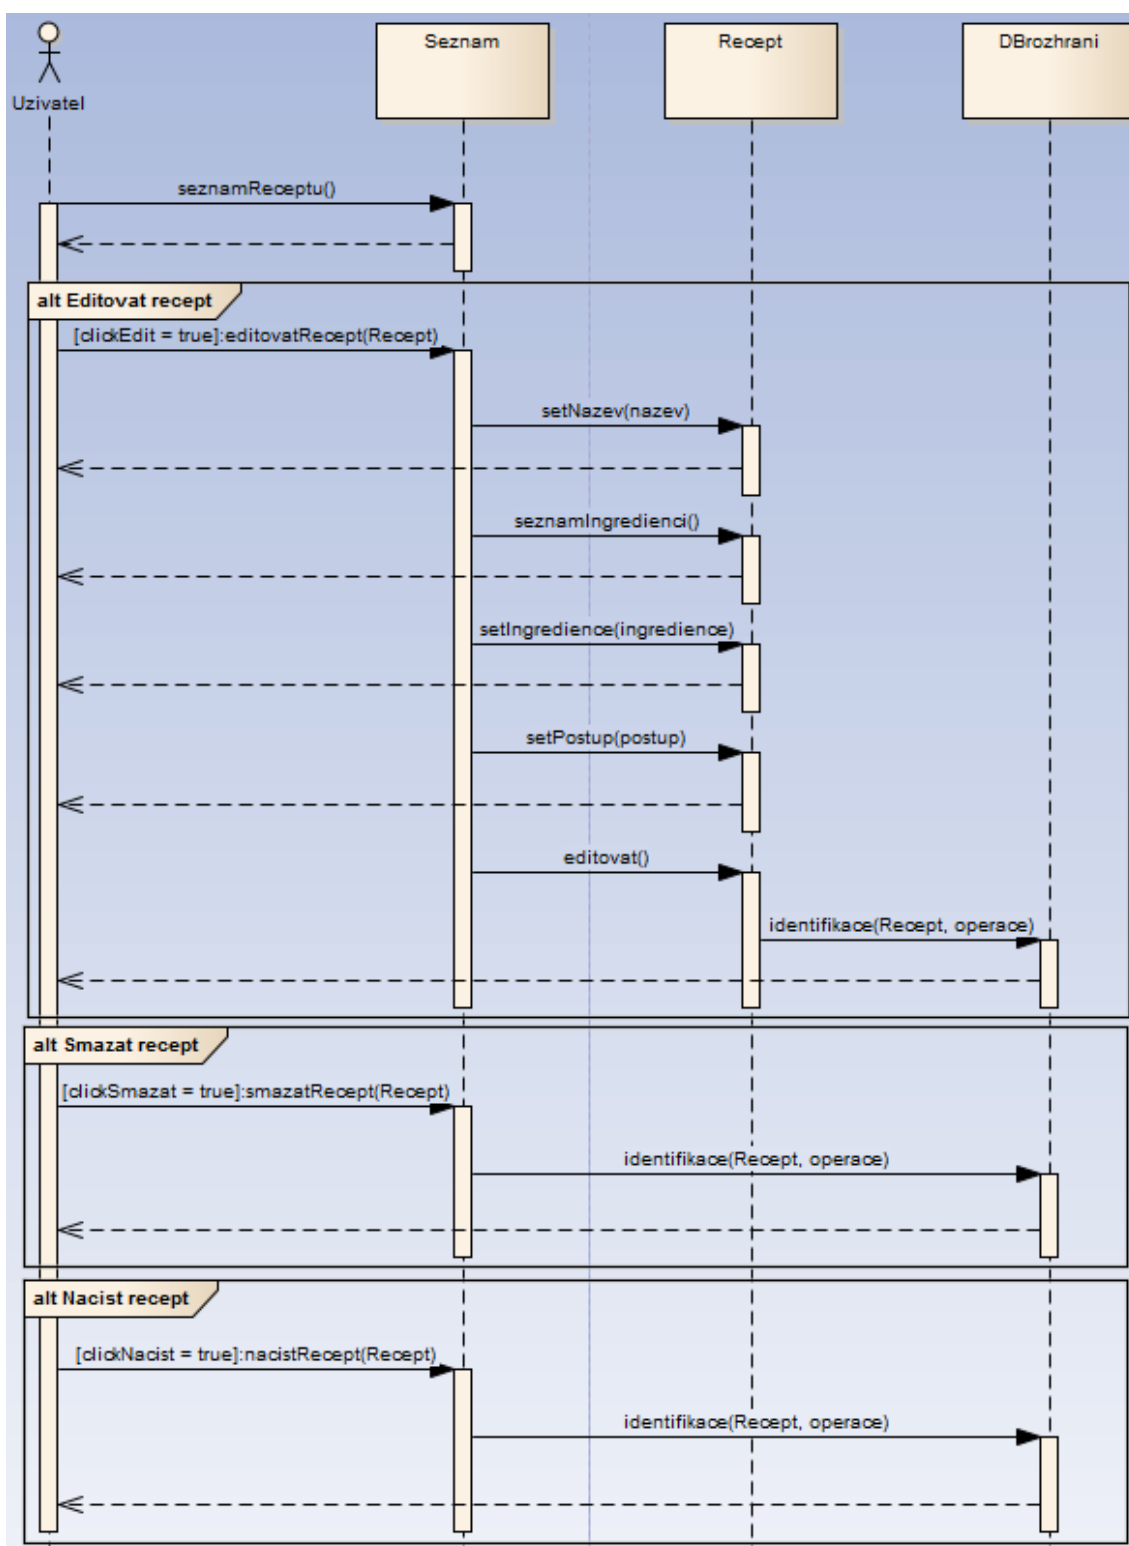 Uzivatel
Seznam
Recept
DBrozhrani
seznamReceptu()
alt Editovat recept
[clickEdit = true]:editovatRecept(Recept)
setNazev(nazev)
seznamIngredienci()
setIngredience(ingredience)
setPostup(postup)
editovat()
identifikace(Recept, operace)
alt Smazat recept
[clickSmazat = true]:smazatRecept(Recept)
identifikace(Recept, operace)
alt Nacist recept
[clickNacist = true]:nacistRecept(Recept)
identifikace(Recept, operace)